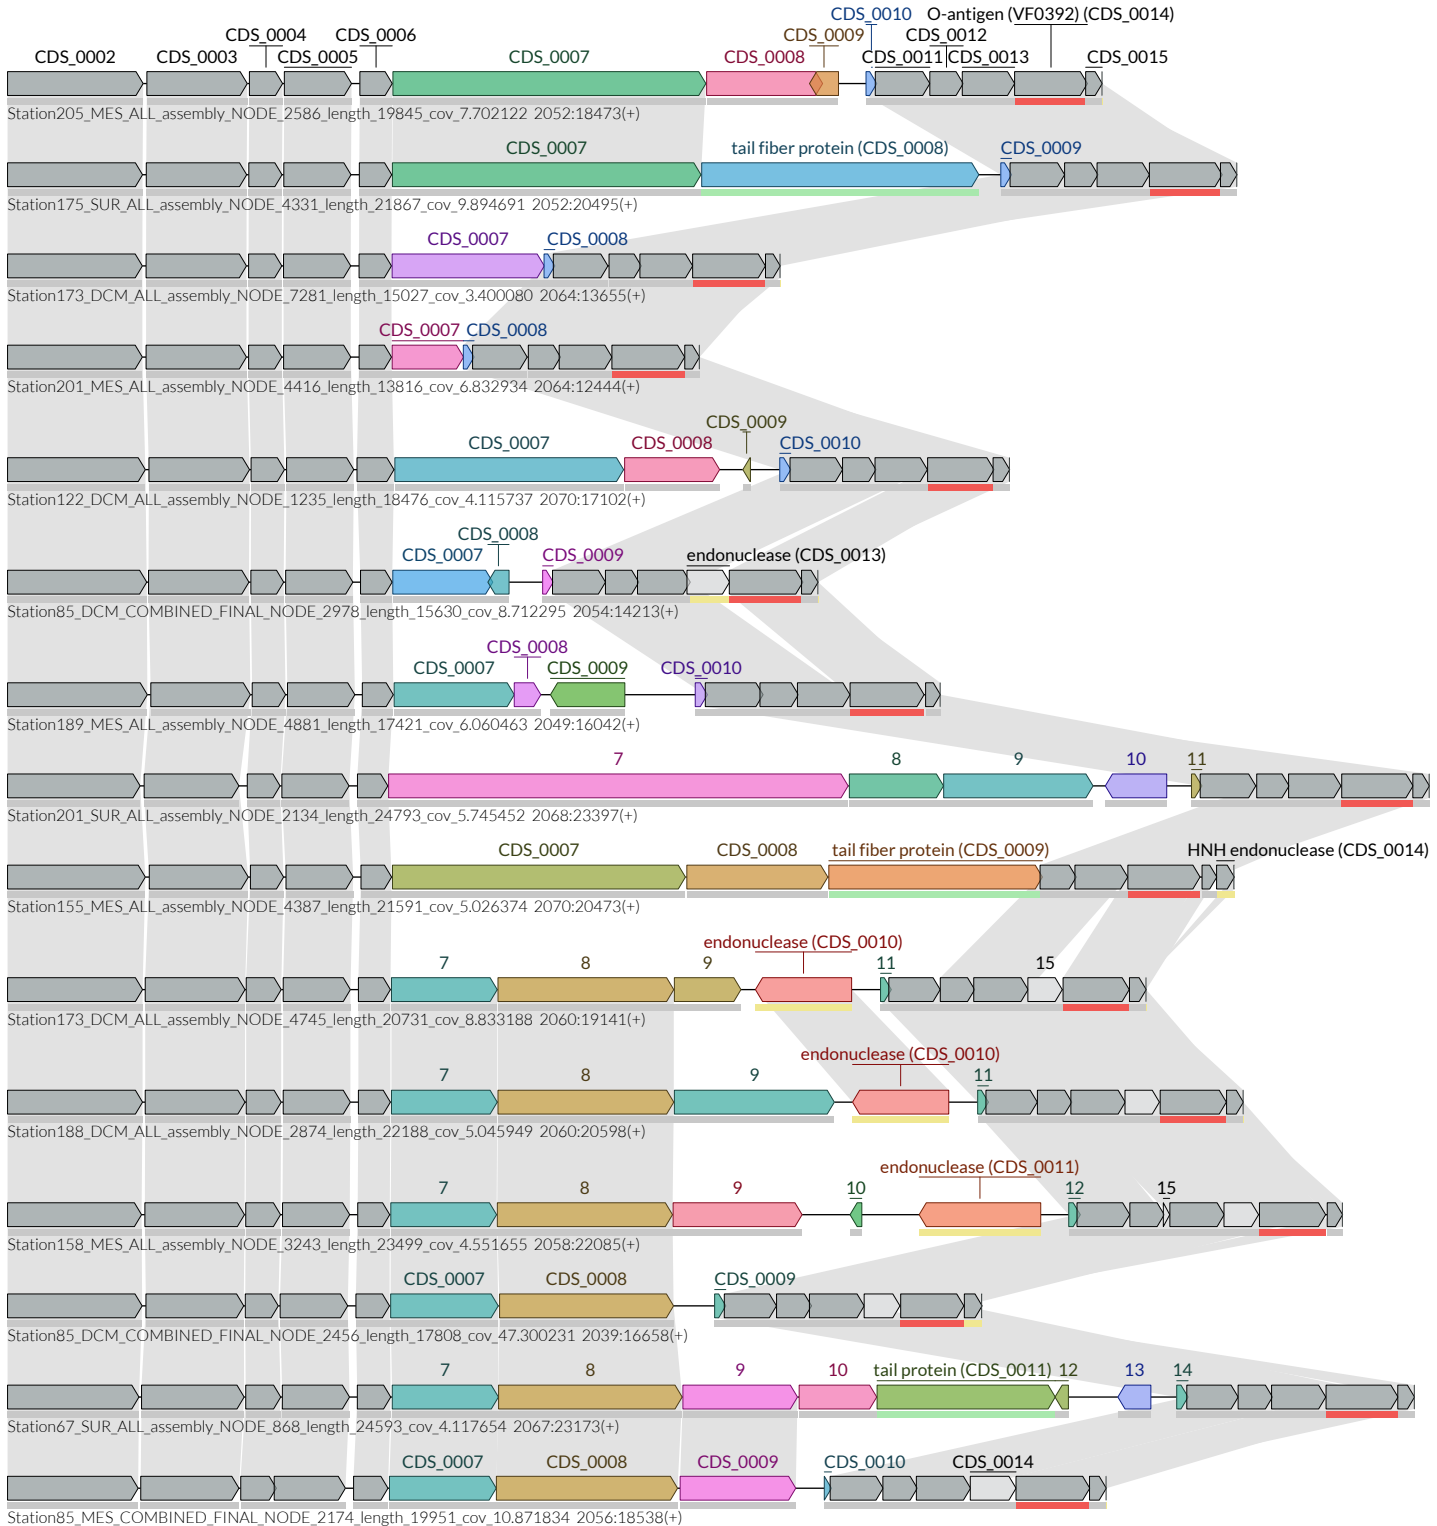 CDS_0010 O-antigen (VF0392) (CDS_0014)
CDS_0004 CDS_0006 CDS_0009 CDS_0012
CDS_0002 CDS_0003 CDS_0005 CDS_0007 CDS_0008 CDS_0011 CDS_0013 CDS_0015
Station205_MES_ALL_assembly_NODE_2586_length_19845_cov_7.702122 2052:18473(+)
CDS_0007 tail fiber protein (CDS_0008) CDS_0009
Station175_SUR_ALL_assembly_NODE_4331_length_21867_cov_9.894691 2052:20495(+)
CDS_0007 CDS_0008
Station173_DCM_ALL_assembly_NODE_7281_length_15027_cov_3.400080 2064:13655(+)
CDS_0007 CDS_0008
Station201_MES_ALL_assembly_NODE_4416_length_13816_cov_6.832934 2064:12444(+)
CDS_0009
CDS_0007 CDS_0008 CDS_0010
Station122_DCM_ALL_assembly_NODE_1235_length_18476_cov_4.115737 2070:17102(+)
CDS_0008
CDS_0007 CDS_0009 endonuclease (CDS_0013)
Station85_DCM_COMBINED_FINAL_NODE_2978_length_15630_cov_8.712295 2054:14213(+)
CDS_0008
CDS_0007 CDS_0009 CDS_0010
Station189_MES_ALL_assembly_NODE_4881_length_17421_cov_6.060463 2049:16042(+)
7 8 9 10 11
Station201_SUR_ALL_assembly_NODE_2134_length_24793_cov_5.745452 2068:23397(+)
CDS_0007 CDS_0008 tail fiber protein (CDS_0009) HNH endonuclease (CDS_0014)
Station155_MES_ALL_assembly_NODE_4387_length_21591_cov_5.026374 2070:20473(+)
endonuclease (CDS_0010)
7 8 9 11 15
Station173_DCM_ALL_assembly_NODE_4745_length_20731_cov_8.833188 2060:19141(+)
endonuclease (CDS_0010)
7 8 9 11
Station188_DCM_ALL_assembly_NODE_2874_length_22188_cov_5.045949 2060:20598(+)
endonuclease (CDS_0011)
7 8 9 10 12 15
Station158_MES_ALL_assembly_NODE_3243_length_23499_cov_4.551655 2058:22085(+)
CDS_0007 CDS_0008 CDS_0009
Station85_DCM_COMBINED_FINAL_NODE_2456_length_17808_cov_47.300231 2039:16658(+)
7 8 9 10 tail protein (CDS_0011) 12 13 14
Station67_SUR_ALL_assembly_NODE_868_length_24593_cov_4.117654 2067:23173(+)
CDS_0007 CDS_0008 CDS_0009 CDS_0010 CDS_0014
Station85_MES_COMBINED_FINAL_NODE_2174_length_19951_cov_10.871834 2056:18538(+)